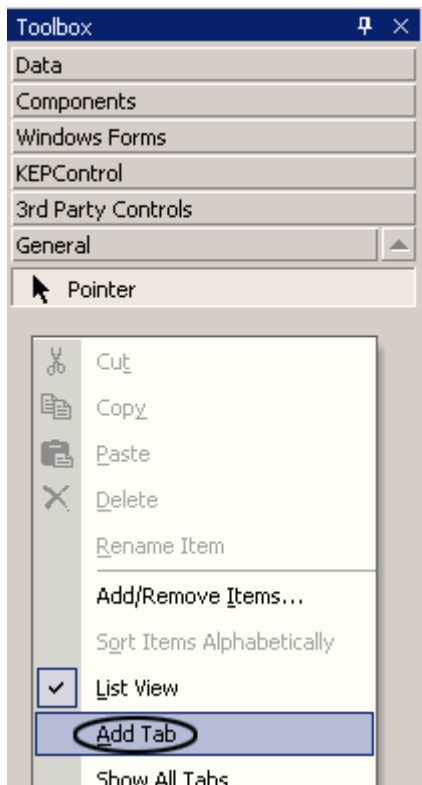 Toolbox
Data
Components
Windows Forms
KEPControl
3rd Party Controls
General
Pointer
Cut
Copy
Paste
Delete
Rename Item
Add/Remove Items...
Sort Items Alphabetically
List View
Add Tab
Show All Tabs